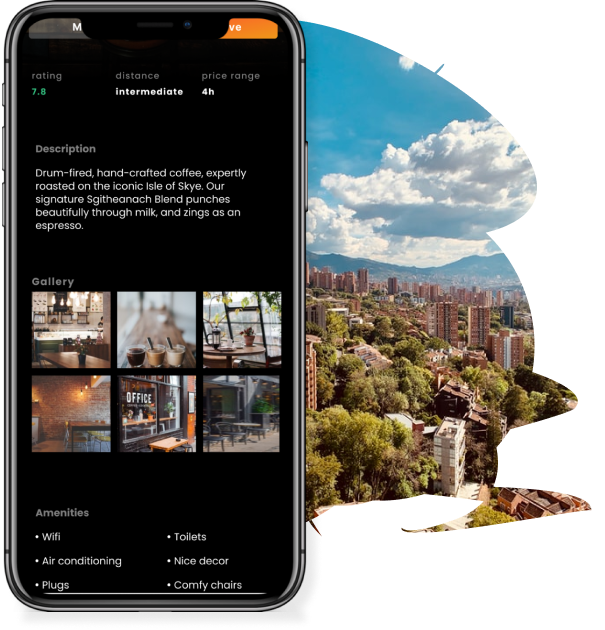 M
ve
rating distance price range
7.8 intermediate 4h
Description
Drum-fired, hand-crafted coffee, expertly
roasted on the iconic Isle of Skye. Our
signature Sgitheanach Blend punches
beautifully through milk, and zings as an
espresso.
Gallery
OFFICE
Amenities
• Wifi • Toilets
• Air conditioning • Nice decor
• Plugs • Comfy chairs